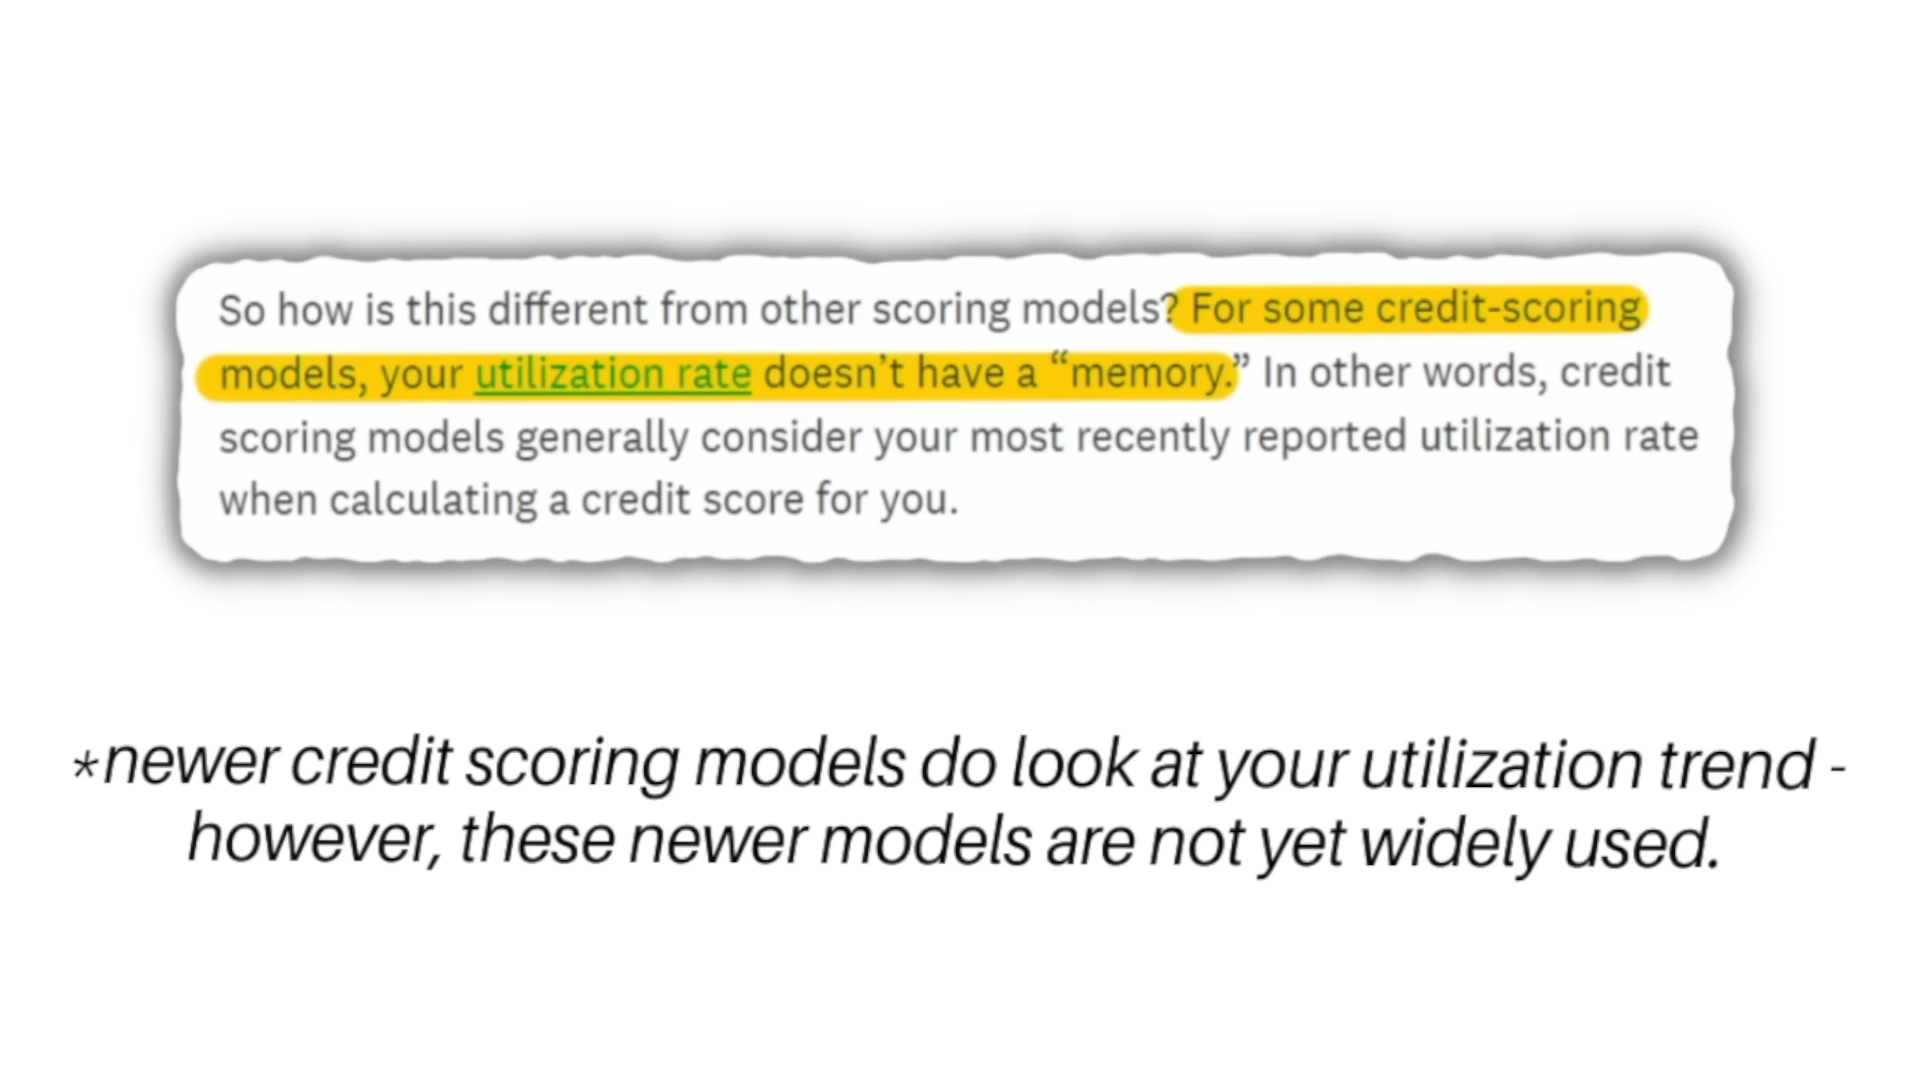 So how is this different from other scoring models? For some credit-scoring
models, your utilization rate doesn’t have a “memory.” In other words, credit
scoring models generally consider your most recently reported utilization rate
when calculating a credit score for you.
*newer credit scoring models do look at your utilization trend -
however, these newer models are not yet widely used.